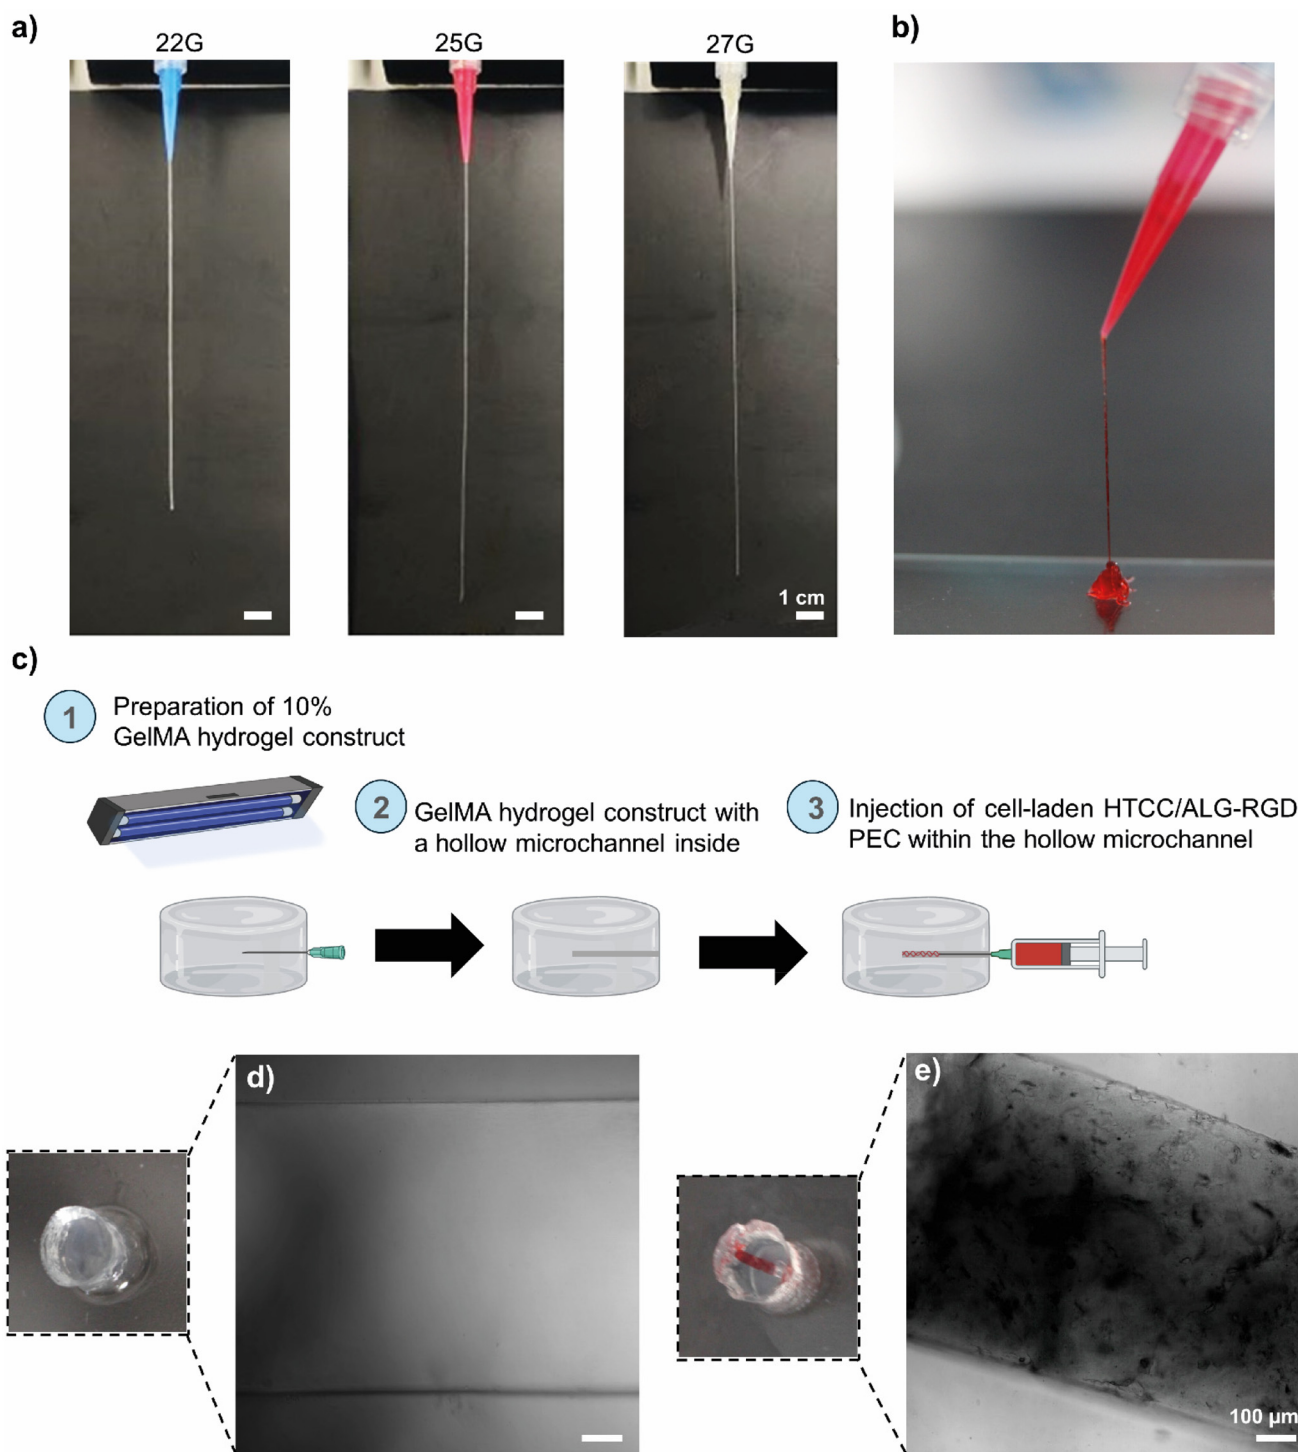 a)
22G
25G
27G
b)
1 cm
c)
1
Preparation of 10%
GelMA hydrogel construct
2
GelMA hydrogel construct with
a hollow microchannel inside
3
Injection of cell-laden HTCC/ALG-RGD
PEC within the hollow microchannel
d)
e)
100 µm